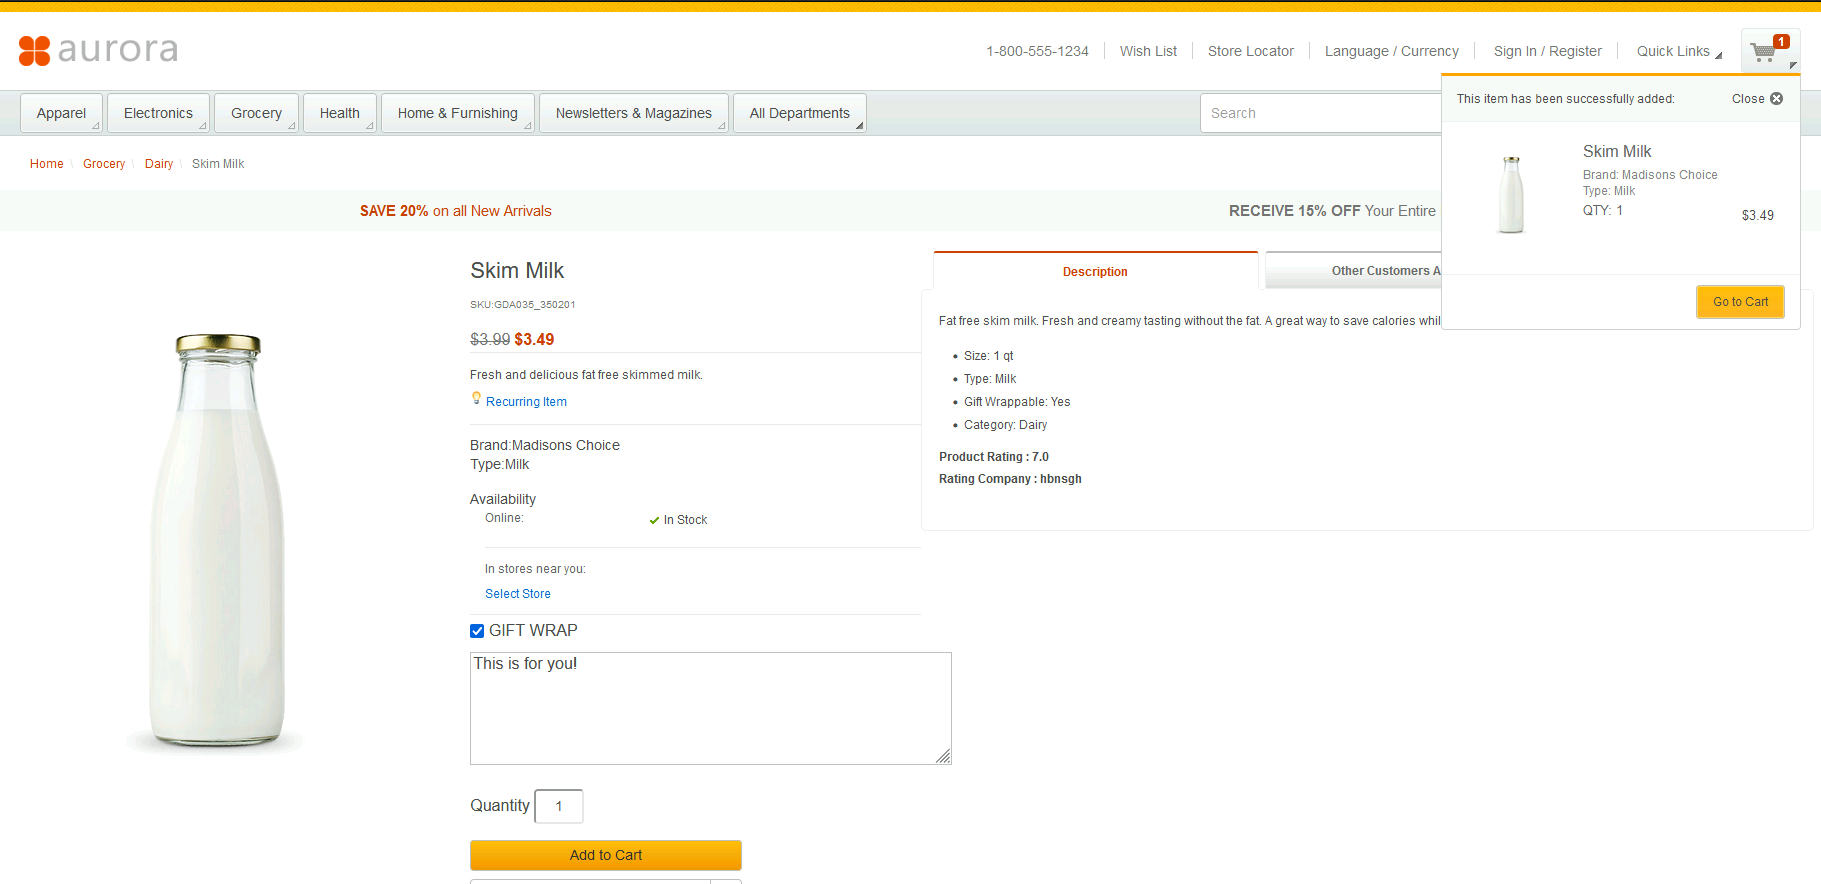 aurora
1-800-555-1234
Wish List
Store Locator
Language / Currency
Sign In / Register
Quick Links
1
Apparel
Electronics
Grocery
Health
Home & Furnishing
Newsletters & Magazines
All Departments
Search
This item has been successfully added:
Close
Skim Milk
Brand: Madisons Choice
Type: Milk
QTY: 1
$3.49
Go to Cart
Home \ Grocery \ Dairy \ Skim Milk
SAVE 20% on all New Arrivals
RECEIVE 15% OFF Your Entire
Skim Milk
SKU:GDA035_350201
$3.99 $3.49
Fresh and delicious fat free skimmed milk.
Recurring Item
Brand:Madisons Choice
Type:Milk
Availability
Online:
In Stock
In stores near you:
Select Store
GIFT WRAP
This is for you!
Quantity 1
Add to Cart
Description
Other Customers A
Fat free skim milk. Fresh and creamy tasting without the fat. A great way to save calories whil
Size: 1 qt
Type: Milk
Gift Wrappable: Yes
Category: Dairy
Product Rating : 7.0
Rating Company : hbnsgh